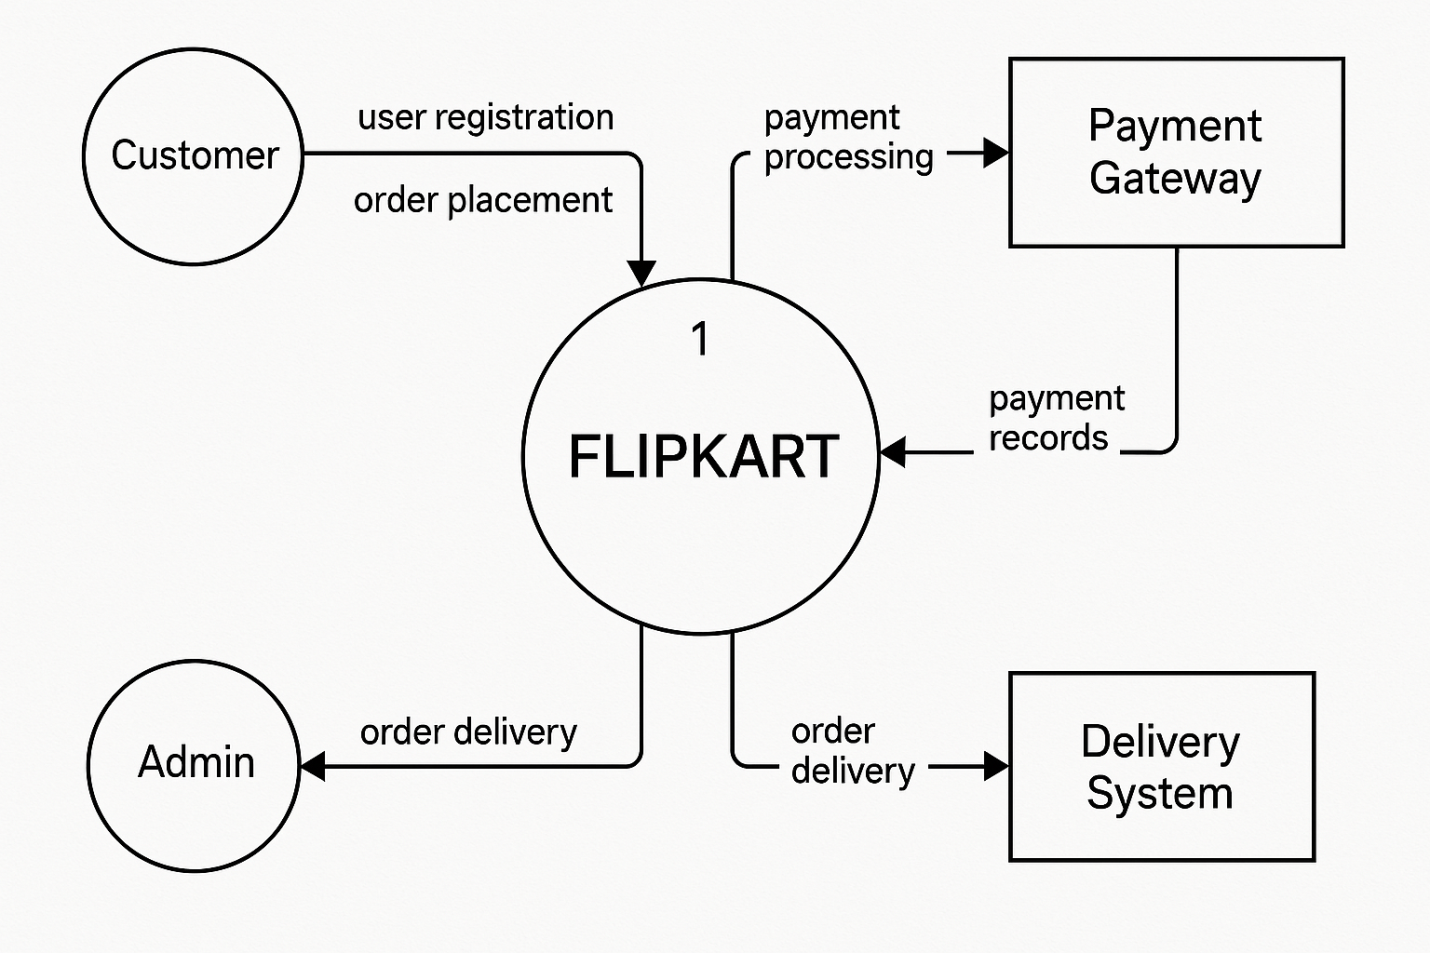 Customer
user registration
order placement
payment
processing
Payment
Gateway
1
FLIPKART
payment
records
Admin
order delivery
order
delivery
Delivery
System